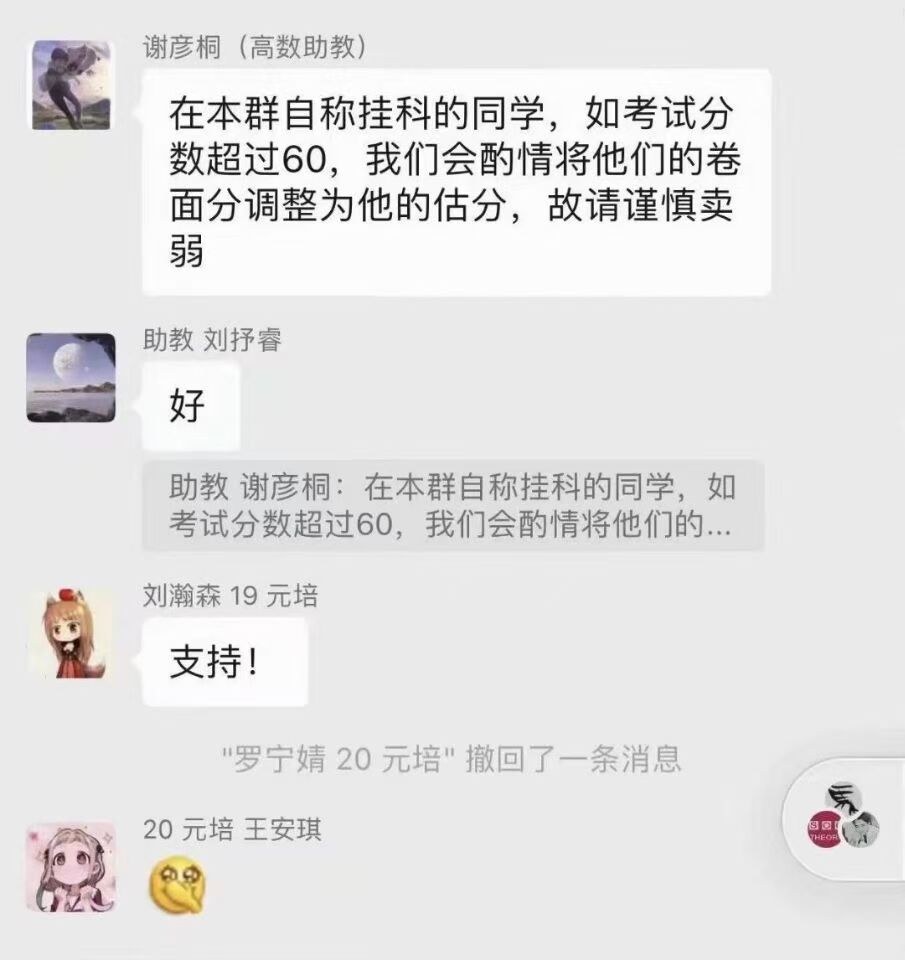 谢彦桐（高数助教）
在本群自称挂科的同学，如考试分
数超过60，我们会酌情将他们的卷
面分调整为他的估分，故请谨慎卖
弱
助教 刘抒睿
好
助教 谢彦桐：在本群自称挂科的同学，如
考试分数超过60，我们会酌情将他们的...
刘瀚森 19 元培
支持！
"罗宁婧 20 元培" 撤回了一条消息
20 元培 王安琪
THEOR